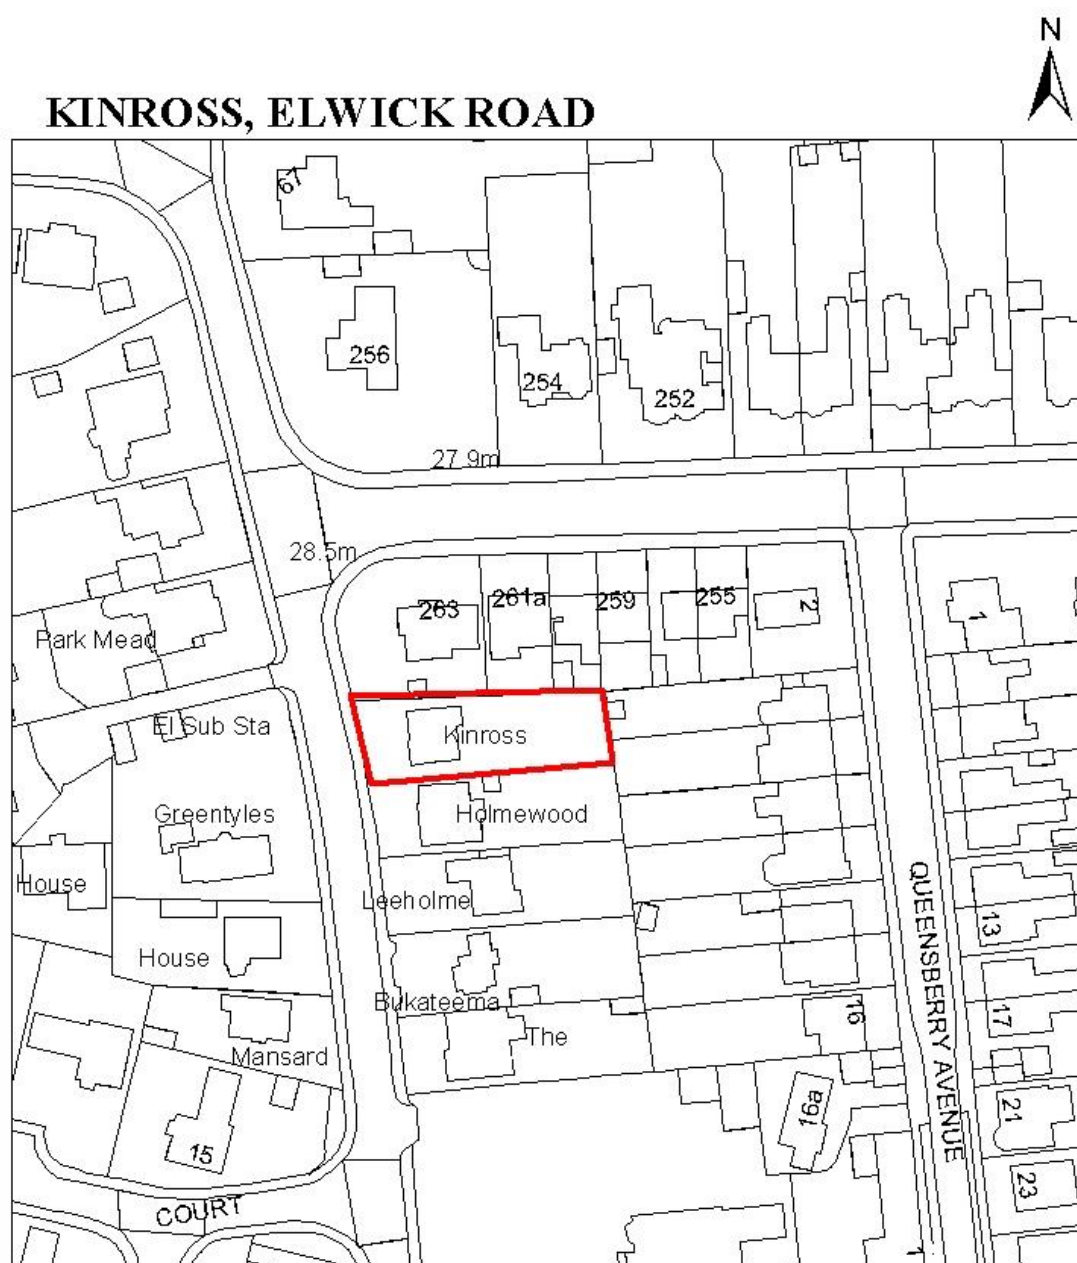 N
KINROSS, ELWICK ROAD
67
256
254
252
27.9m
28.5m
263
261a
259
255
2
1
Park Mead
El Sub Sta
Kinross
Greentyles
Holmewood
House
Leeholme
QUEENSBERRY AVENUE
13
House
Bukateema
16
17
The
Mansard
16a
21
15
23
COURT
1